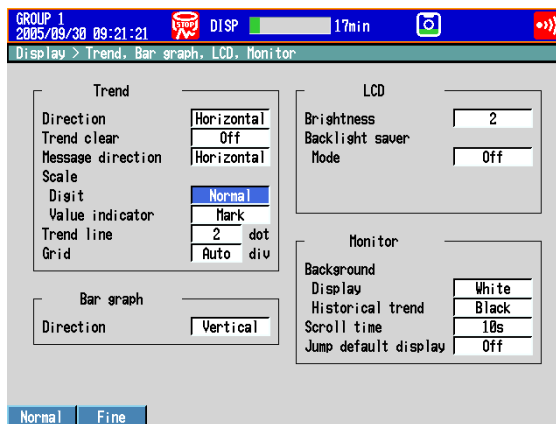 GROUP 1
2005/09/30 09:21:21
STOP
DISP
17min
Display > Trend, Bar graph, LCD, Monitor
Trend
Direction Horizontal
Trend clear Off
Message direction Horizontal
Scale
Digit Normal
Value indicator Mark
Trend line 2 dot
Grid Auto div
Bar graph
Direction Vertical
LCD
Brightness 2
Backlight saver
Mode Off
Monitor
Background
Display White
Historical trend Black
Scroll time 10s
Jump default display Off
Normal Fine